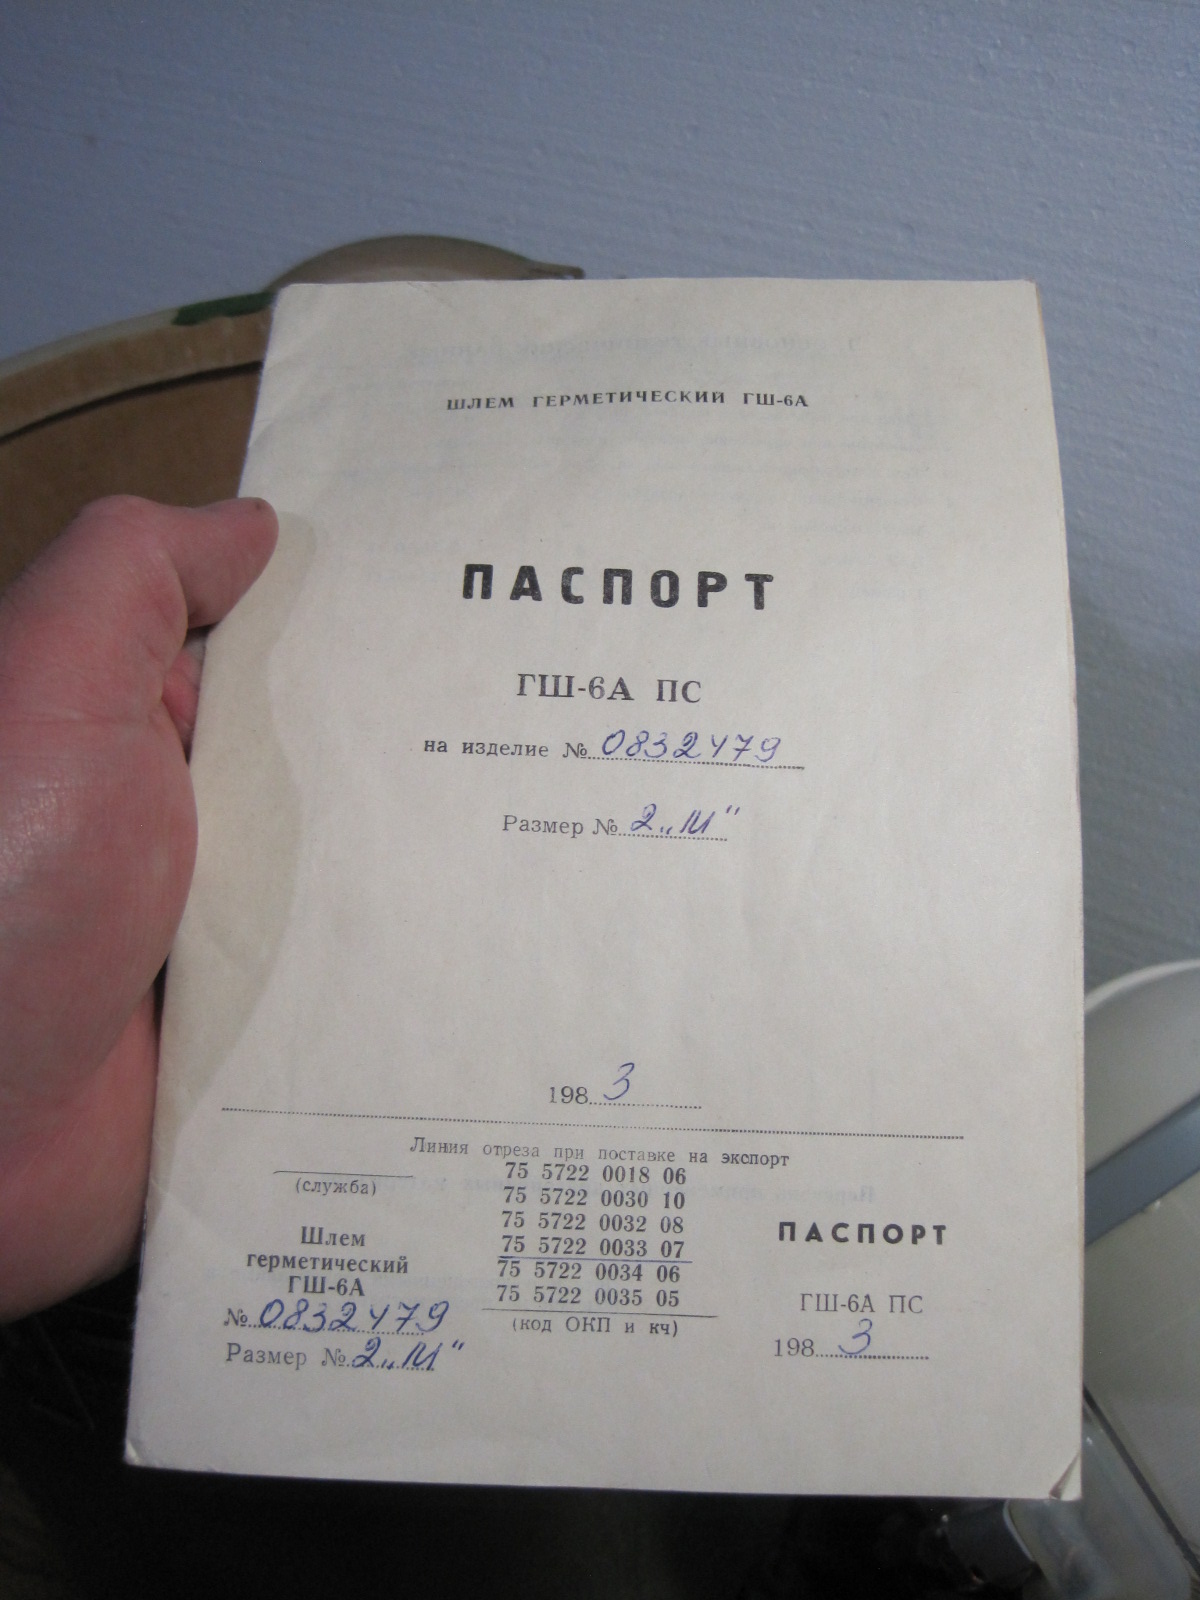 ШЛЕМ ГЕРМЕТИЧЕСКИЙ ГШ-6А
ПАСПОРТ
ГШ-6А ПС
на изделие № 0832479
Размер № 2 „М“
198 3
Линия отреза при поставке на экспорт
(служба)
Шлем
герметический
ГШ-6А
№ 0832479
Размер № 2 „М“
75 5722 0018 06
75 5722 0030 10
75 5722 0032 08
75 5722 0033 07
75 5722 0034 06
75 5722 0035 05
(код ОКП и кч)
ПАСПОРТ
ГШ-6А ПС
198 3